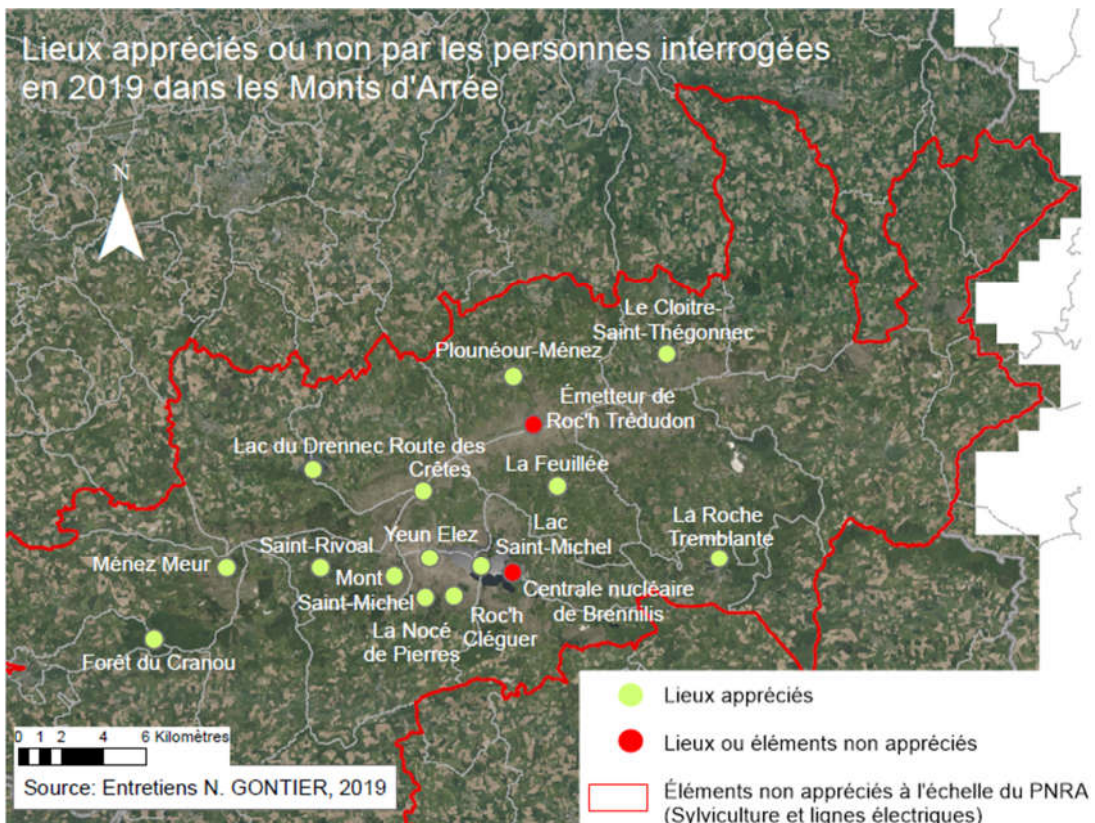 Lieux appréciés ou non par les personnes interrogées
en 2019 dans les Monts d'Arrée
N
Le Cloitre-
Saint-Thégonnec
Plounéour-Ménez
Émetteur de
Roc'h Trédudon
Lac du Drennec
Route des
Crêtes
La Feuillée
La Roche
Tremblante
Lac
Saint-Michel
Yeun Elez
Saint-Rivoal
Ménez Meur
Mont
Saint-Michel
Centrale nucléaire
de Brennilis
Roc'h
Cléguer
La Nocé
de Pierres
Forêt du Cranou
0 1 2 4 6 Kilomètres
Source: Entretiens N. GONTIER, 2019
Lieux appréciés
Lieux ou éléments non appréciés
Éléments non appréciés à l'échelle du PNRA
(Sylviculture et lignes électriques)